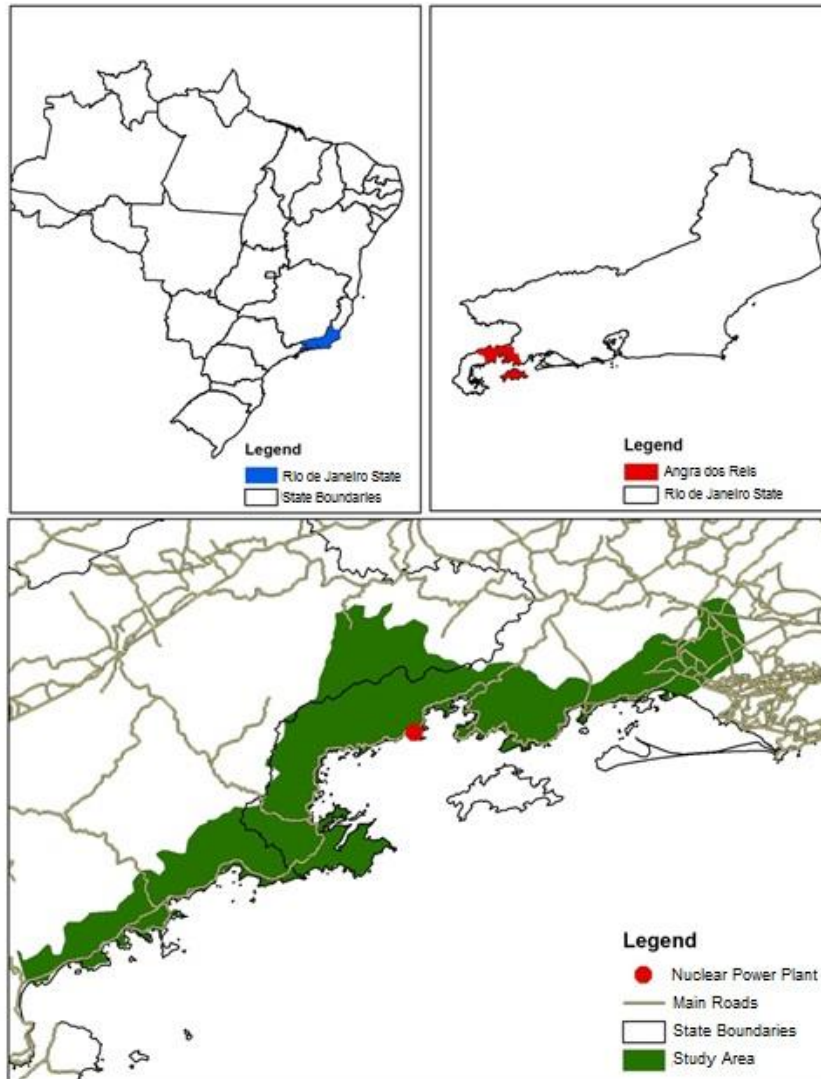 Legend
Rio de Janeiro State
State Boundaries
Legend
Angra dos Reis
Rio de Janeiro State
Legend
Nuclear Power Plant
Main Roads
State Boundaries
Study Area